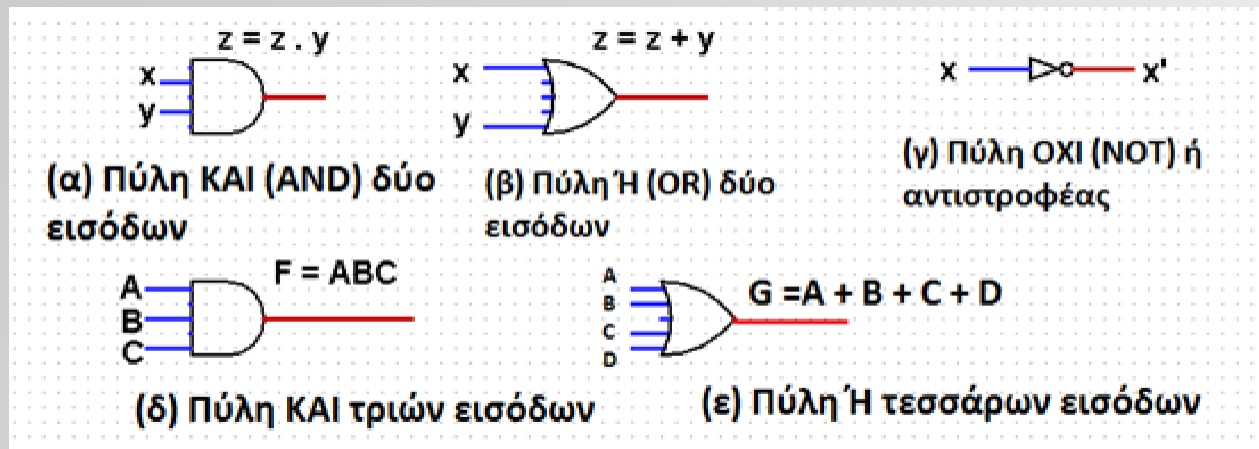 z = z . y
x
y
(α) Πύλη ΚΑΙ (AND) δύο
εισόδων
z = z + y
x
y
(β) Πύλη Ή (OR) δύο
εισόδων
x
x'
(γ) Πύλη ΟΧΙ (NOT) ή
αντιστροφέας
A
B
C
F = ABC
(δ) Πύλη ΚΑΙ τριών εισόδων
A
B
C
D
G =A + B + C + D
(ε) Πύλη Ή τεσσάρων εισόδων